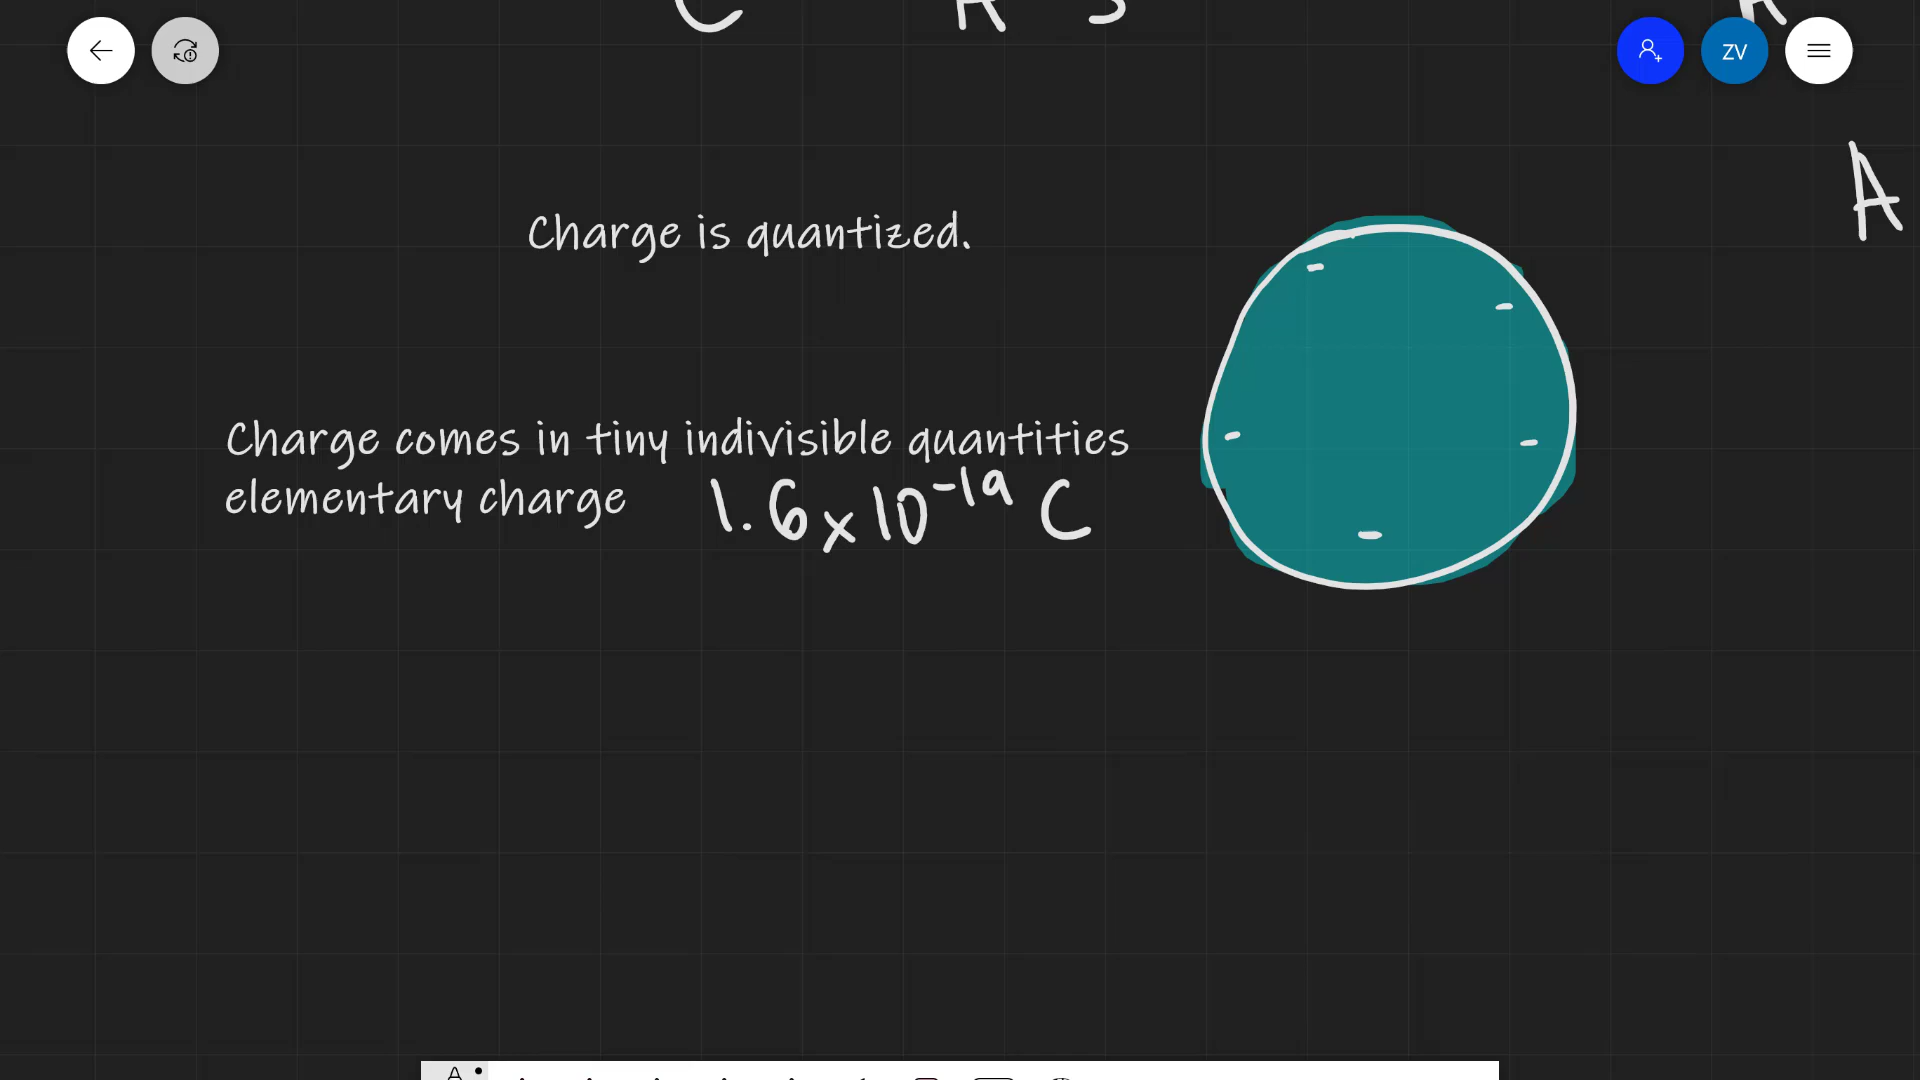 C A s A
ZV
A
Charge is quantized.
Charge comes in tiny indivisible quantities
elementary charge 1.6 x 10^-19 C